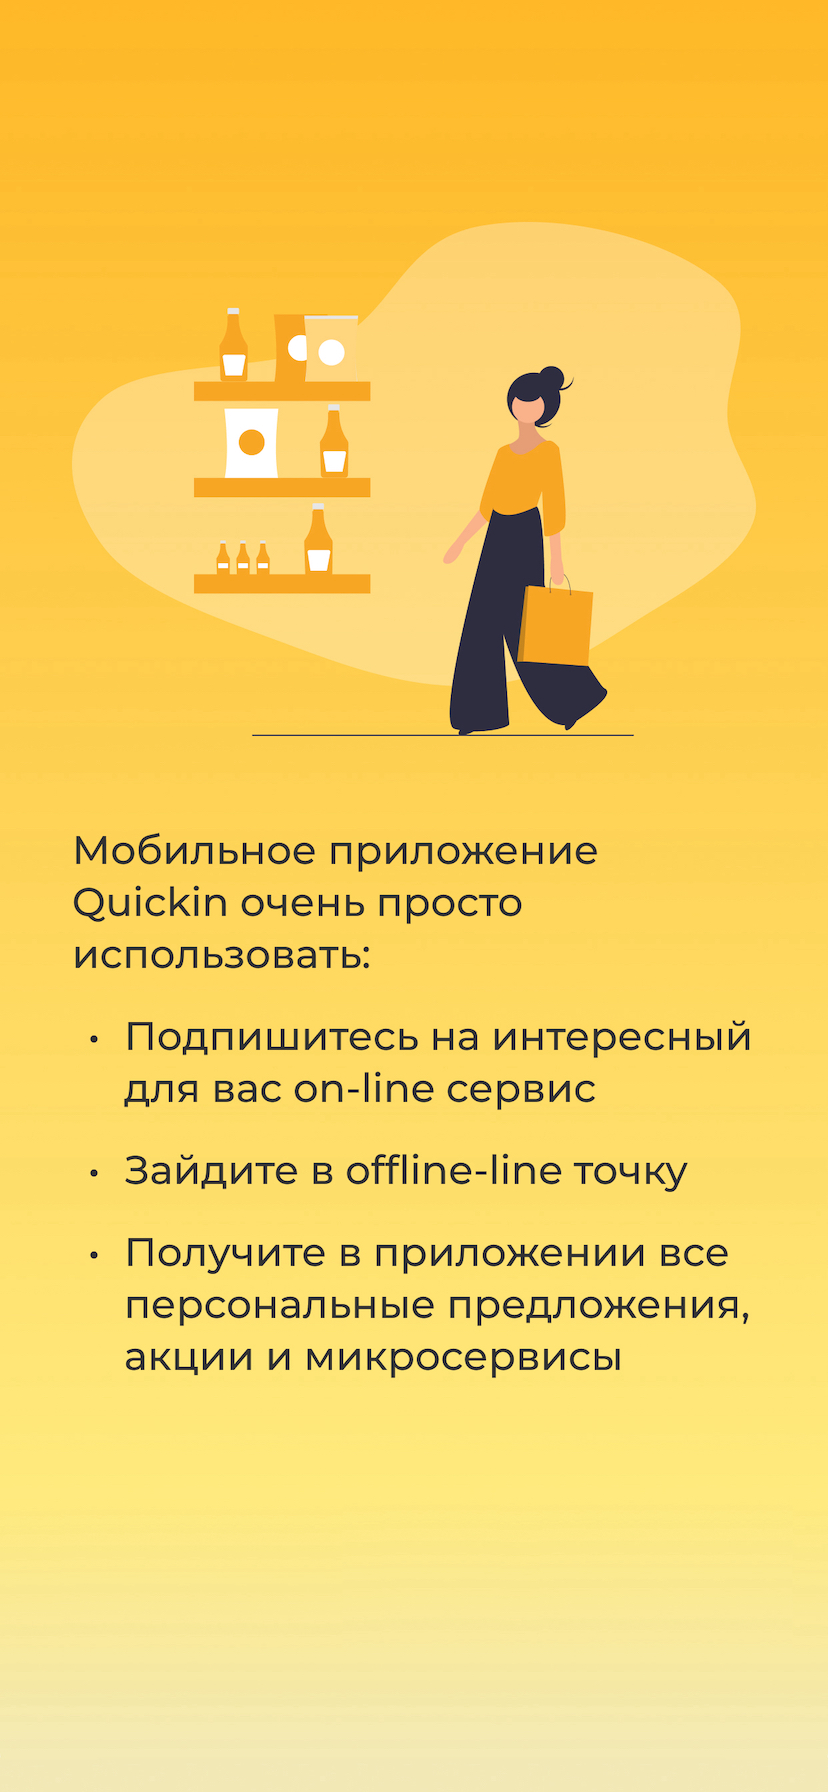 Мобильное приложение
Quickin очень просто
использовать:
• Подпишитесь на интересный
для вас on-line сервис
• Зайдите в offline-line точку
• Получите в приложении все
персональные предложения,
акции и микросервисы